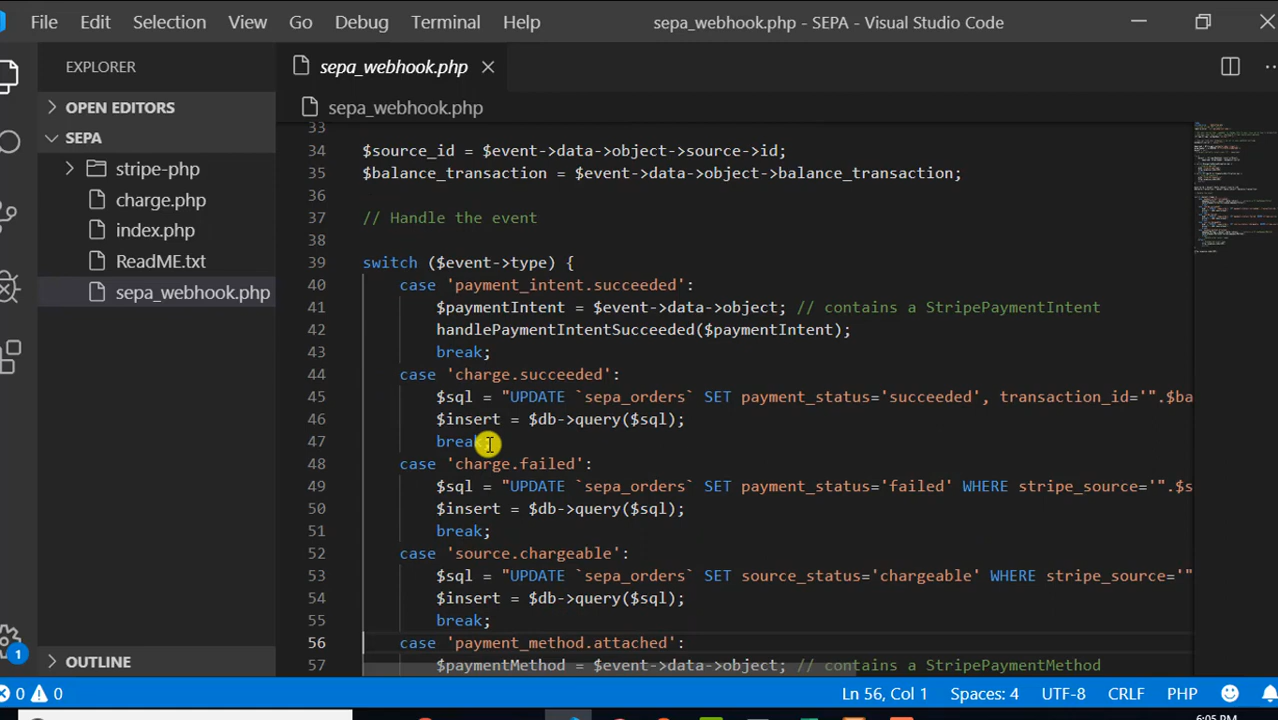 File Edit Selection View Go Debug Terminal Help sepa_webhook.php - SEPA - Visual Studio Code
EXPLORER
OPEN EDITORS
SEPA
stripe-php
charge.php
index.php
ReadME.txt
sepa_webhook.php
OUTLINE
sepa_webhook.php
sepa_webhook.php
33
34 $source_id = $event->data->object->source->id;
35 $balance_transaction = $event->data->object->balance_transaction;
36
37 // Handle the event
38
39 switch ($event->type) {
40 case 'payment_intent.succeeded':
41 $paymentIntent = $event->data->object; // contains a StripePaymentIntent
42 handlePaymentIntentSucceeded($paymentIntent);
43 break;
44 case 'charge.succeeded':
45 $sql = "UPDATE `sepa_orders` SET payment_status='succeeded', transaction_id='".$ba
46 $insert = $db->query($sql);
47 break;
48 case 'charge.failed':
49 $sql = "UPDATE `sepa_orders` SET payment_status='failed' WHERE stripe_source='".$s
50 $insert = $db->query($sql);
51 break;
52 case 'source.chargeable':
53 $sql = "UPDATE `sepa_orders` SET source_status='chargeable' WHERE stripe_source='"
54 $insert = $db->query($sql);
55 break;
56 case 'payment_method.attached':
57 $paymentMethod = $event->data->object; // contains a StripePaymentMethod
1
0 0 Ln 56, Col 1 Spaces: 4 UTF-8 CRLF PHP
6:05 PM